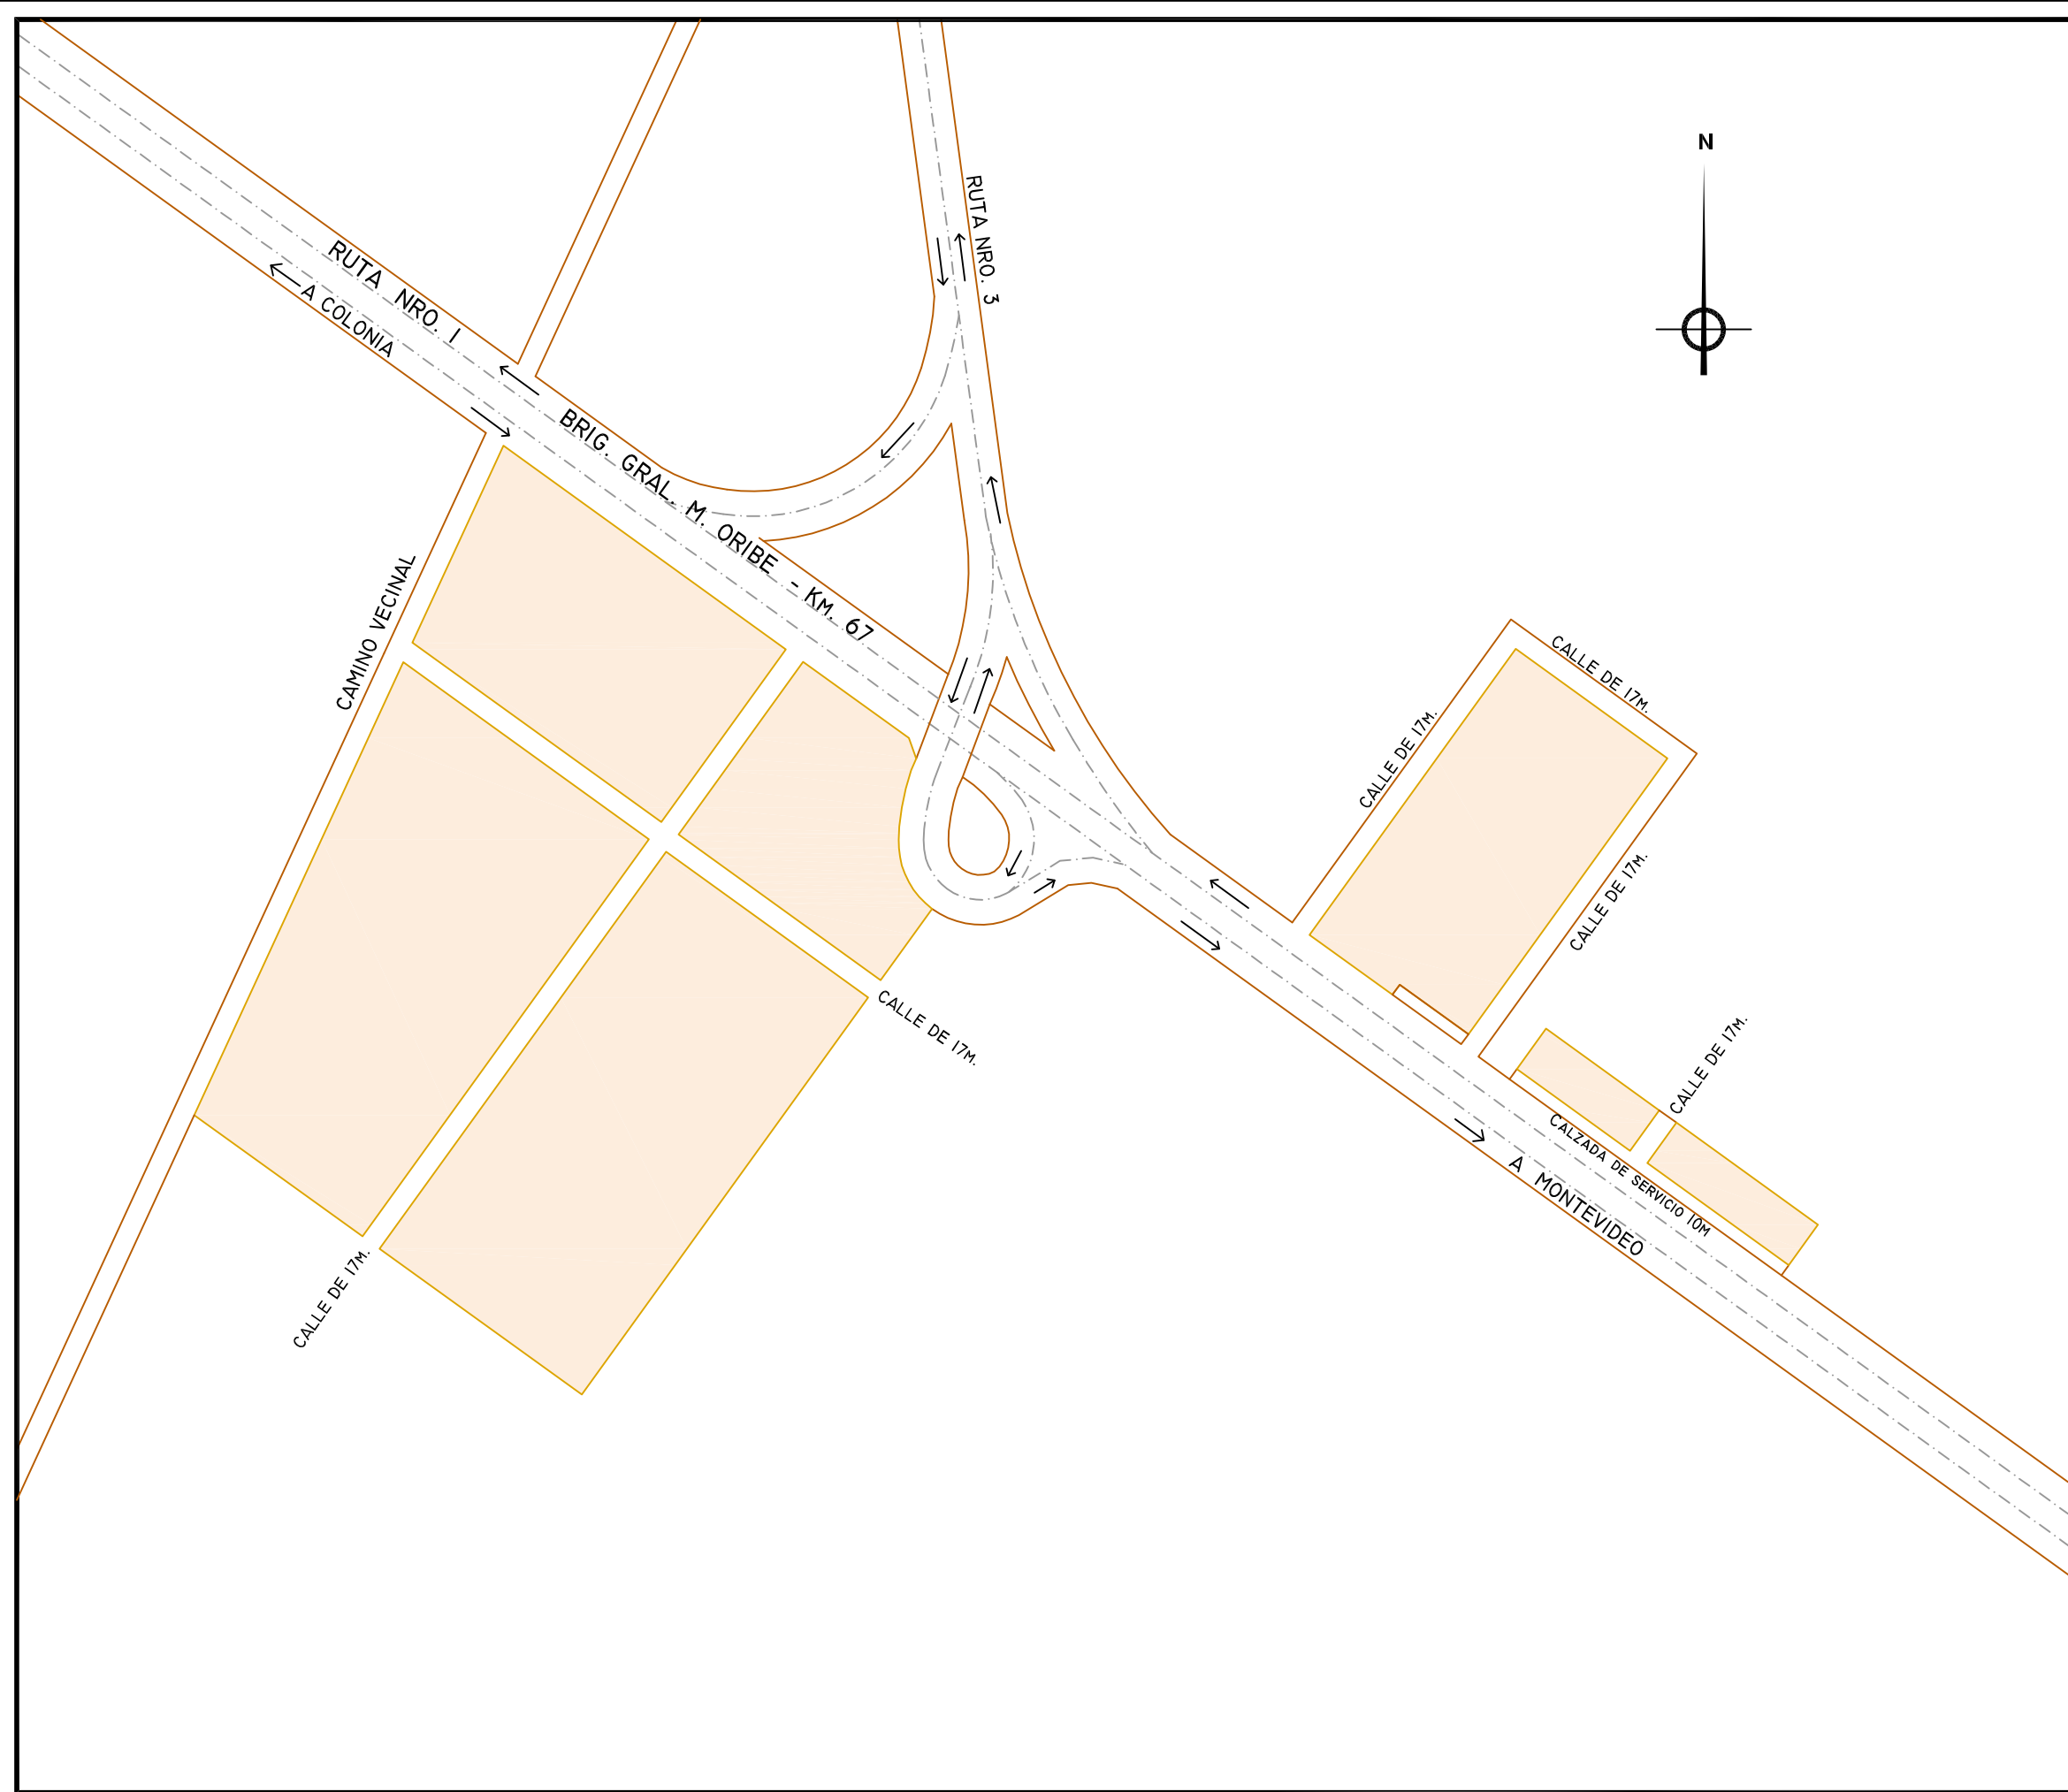 N
RUTA NRO. 3
RUTA NRO. 1
A COLONIA
BRIG. GRAL. M. ORIBE - KM. 67
CAMINO VECINAL
CALLE DE 17M.
CALLE DE 17M.
CALLE DE 17M.
CALLE DE 17M.
CALLE DE 17M.
CALZADA DE SERVICIO 10M
A MONTEVIDEO
CALLE DE 17M.